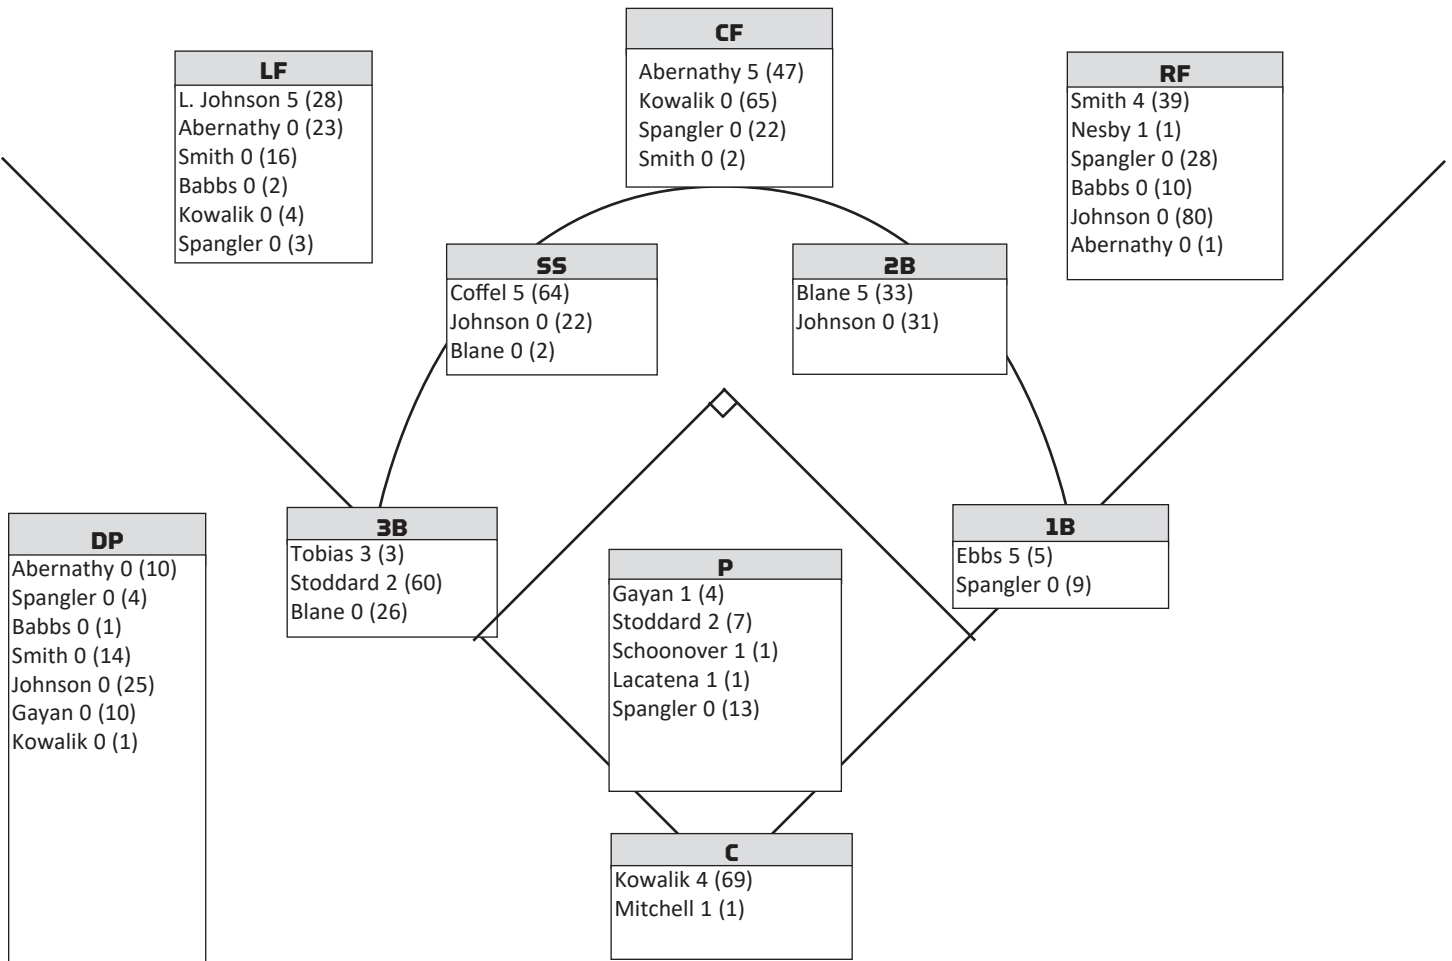 CF
Abernathy 5 (47)
Kowalik 0 (65)
Spangler 0 (22)
Smith 0 (2)
LF
L. Johnson 5 (28)
Abernathy 0 (23)
Smith 0 (16)
Babbs 0 (2)
Kowalik 0 (4)
Spangler 0 (3)
RF
Smith 4 (39)
Nesby 1 (1)
Spangler 0 (28)
Babbs 0 (10)
Johnson 0 (80)
Abernathy 0 (1)
SS
Coffel 5 (64)
Johnson 0 (22)
Blane 0 (2)
2B
Blane 5 (33)
Johnson 0 (31)
3B
Tobias 3 (3)
Stoddard 2 (60)
Blane 0 (26)
1B
Ebbs 5 (5)
Spangler 0 (9)
DP
Abernathy 0 (10)
Spangler 0 (4)
Babbs 0 (1)
Smith 0 (14)
Johnson 0 (25)
Gayan 0 (10)
Kowalik 0 (1)
P
Gayan 1 (4)
Stoddard 2 (7)
Schoonover 1 (1)
Lacatena 1 (1)
Spangler 0 (13)
C
Kowalik 4 (69)
Mitchell 1 (1)